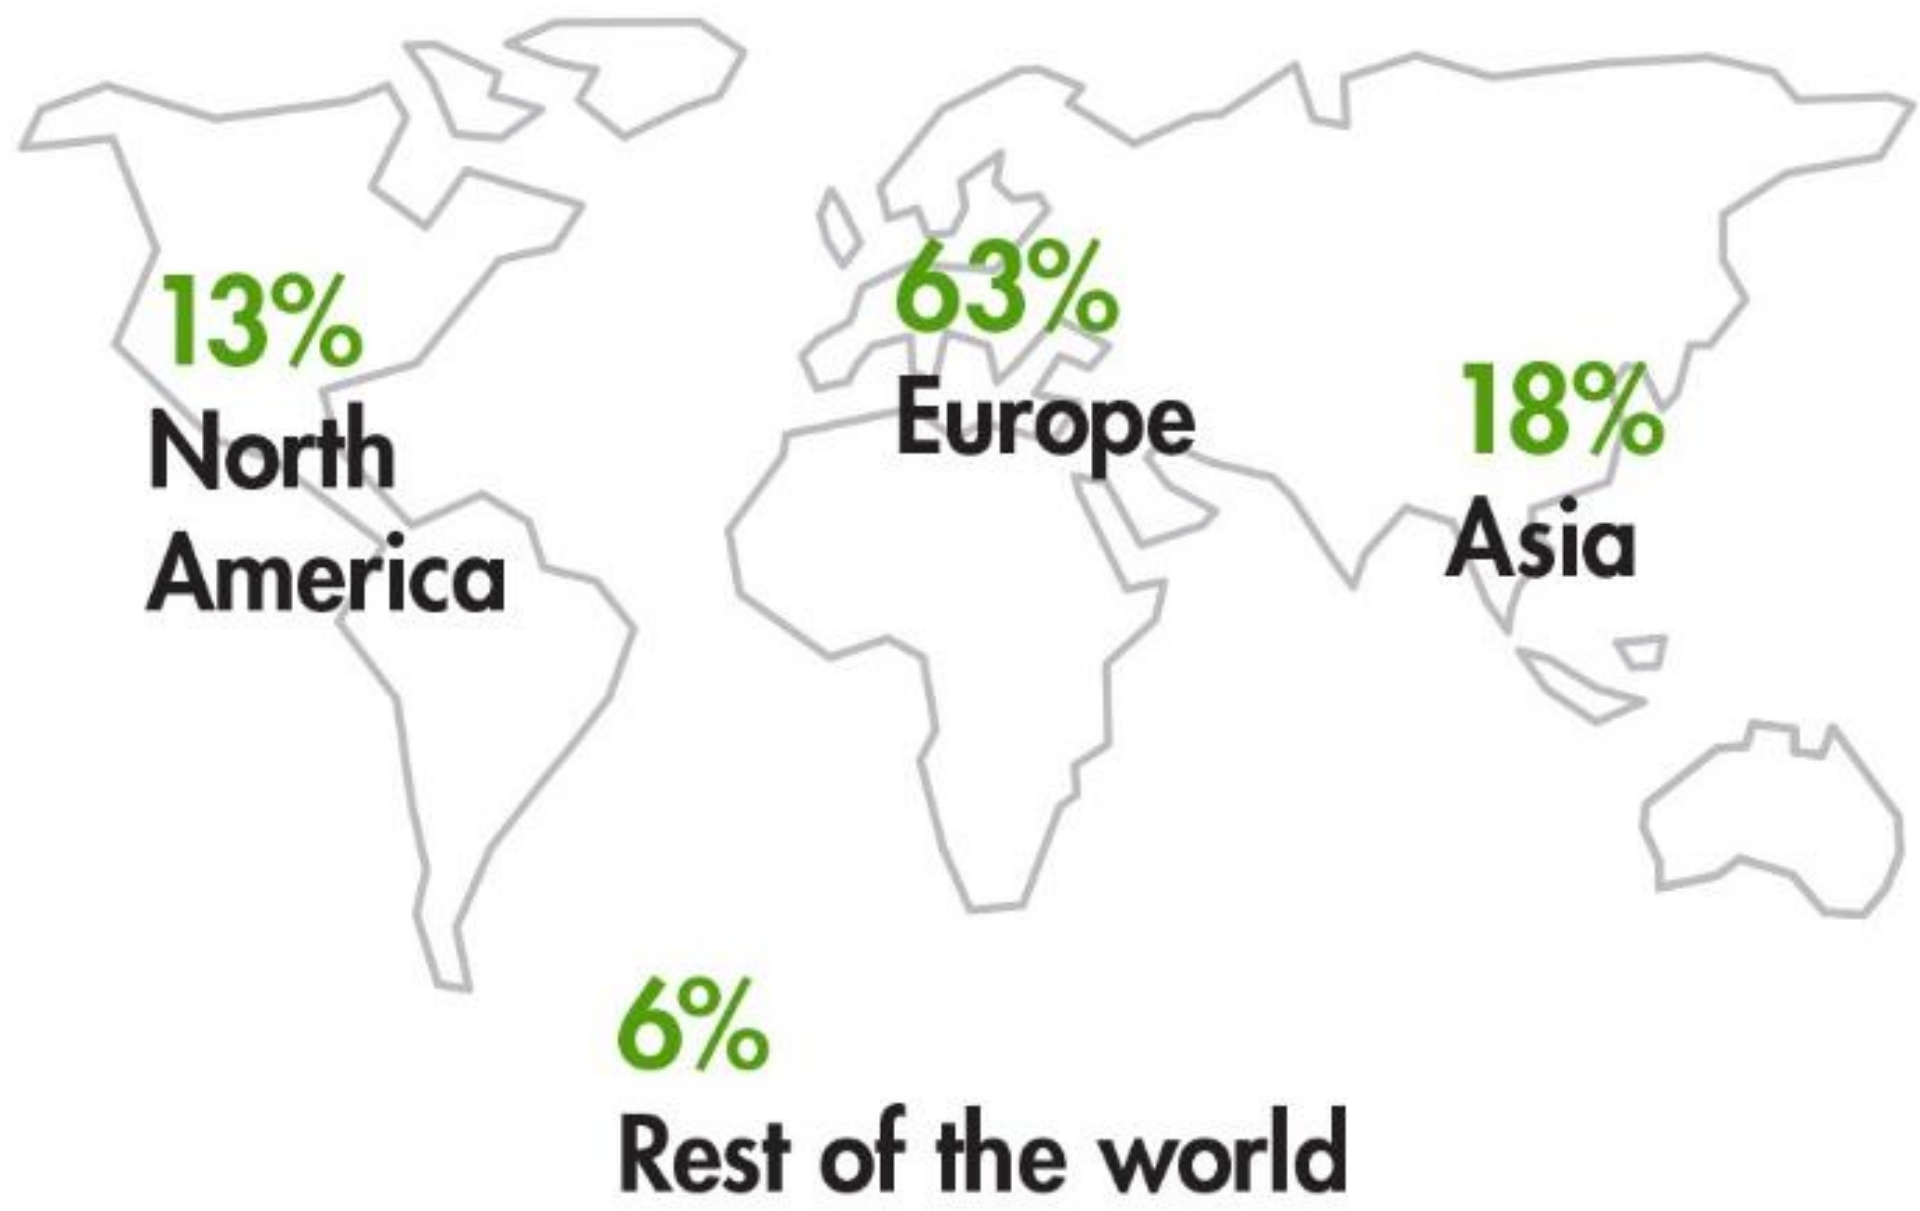 13%
North
America
63%
Europe
18%
Asia
6%
Rest of the world